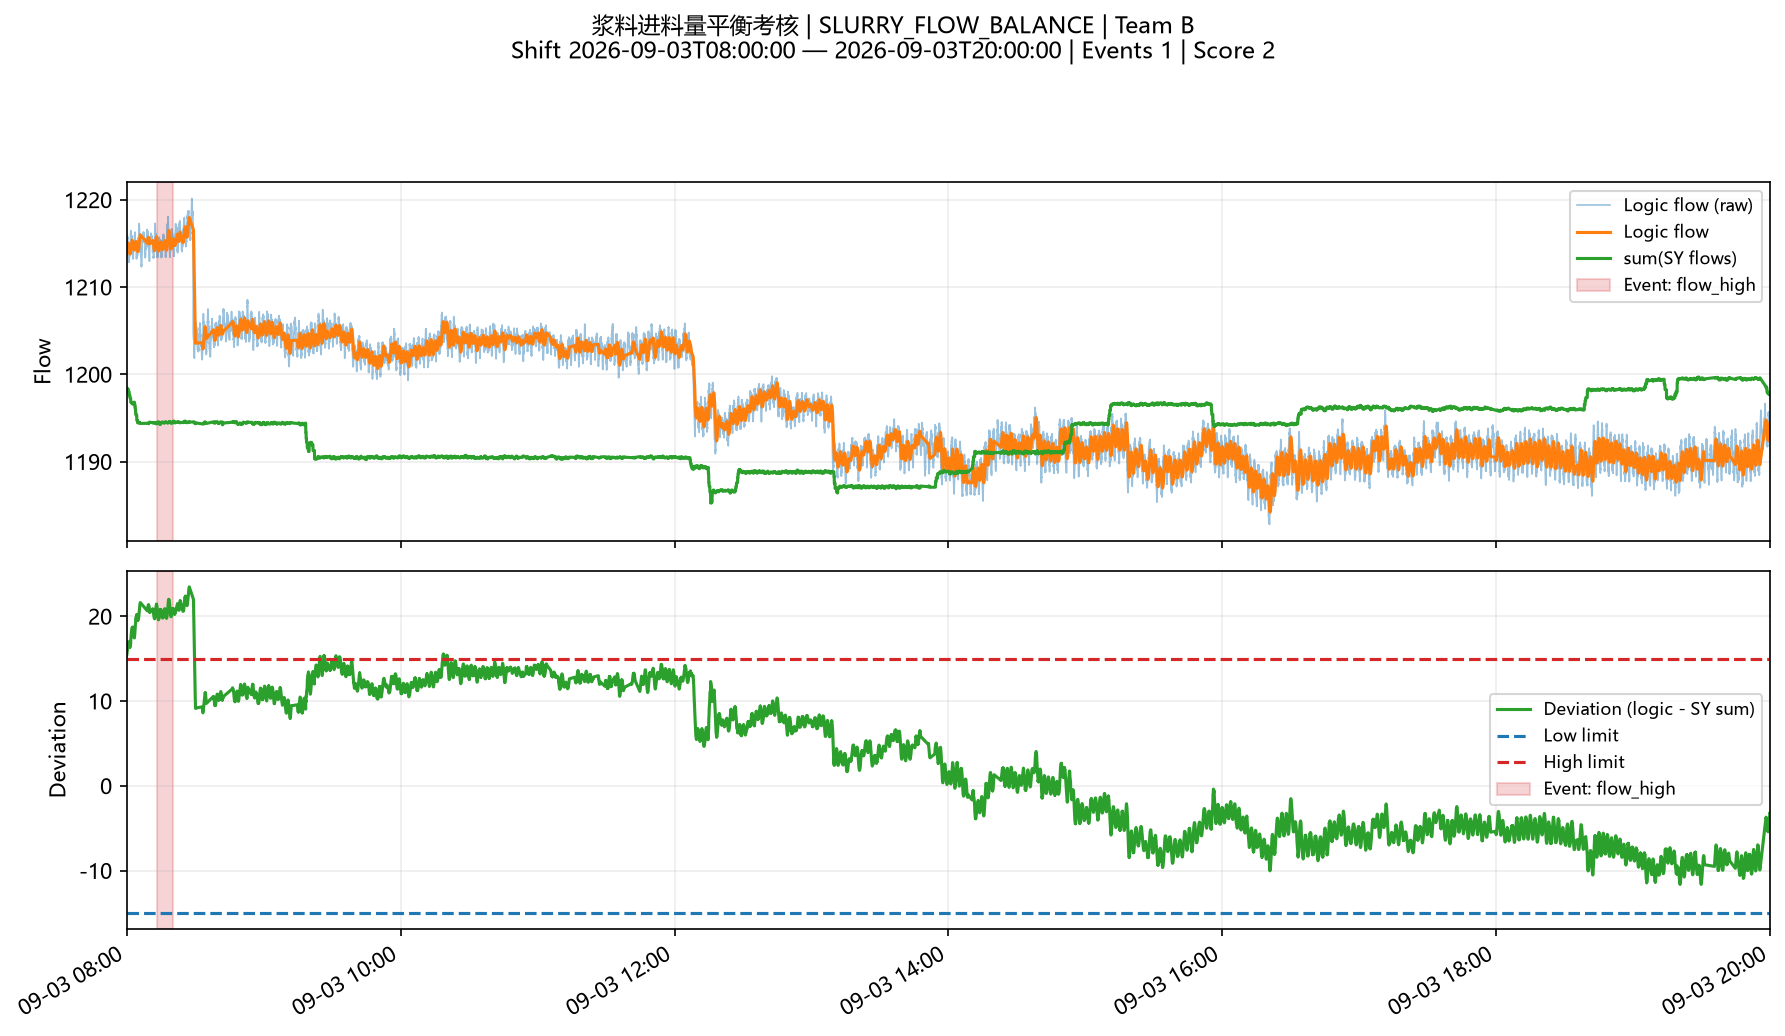 浆料进料量平衡考核 | SLURRY_FLOW_BALANCE | Team B
Shift 2026-09-03T08:00:00 — 2026-09-03T20:00:00 | Events 1 | Score 2
Flow
1220
1210
1200
1190
Logic flow (raw)
Logic flow
sum(SY flows)
Event: flow_high
Deviation
20
10
0
-10
Deviation (logic - SY sum)
Low limit
High limit
Event: flow_high
09-03 08:00
09-03 10:00
09-03 12:00
09-03 14:00
09-03 16:00
09-03 18:00
09-03 20:00